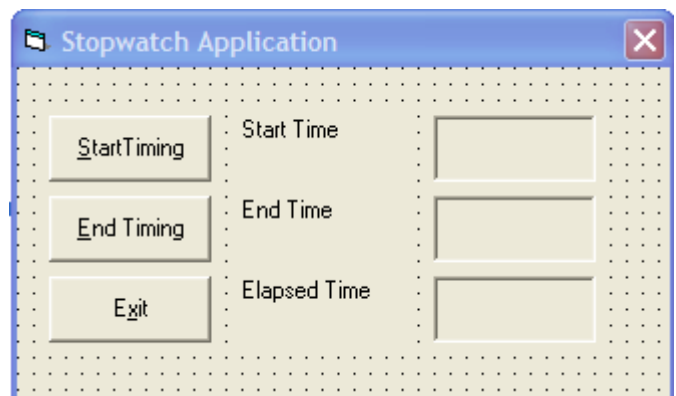 Stopwatch Application
StartTiming
Start Time
End Timing
End Time
Exit
Elapsed Time